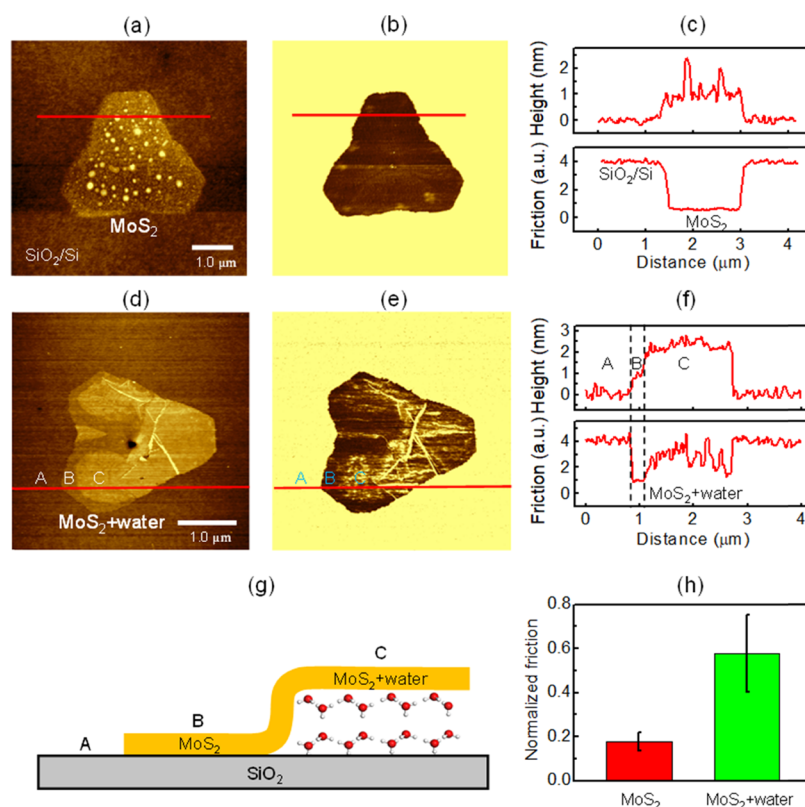 (a)
(b)
(c)
MoS₂
SiO₂/Si
1.0 μm
Height (nm)
2
1
0
Friction (a.u.)
4
2
0
SiO₂/Si
MoS₂
0 1 2 3 4
Distance (μm)
(d)
(e)
(f)
A B C
MoS₂+water
1.0 μm
A B C
Height (nm)
3
2
1
0
A B C
Friction (a.u.)
4
2
0
MoS₂+water
0 1 2 3 4
Distance (μm)
(g)
C
MoS₂+water
B
MoS₂
A
SiO₂
(h)
Normalized friction
0.8
0.6
0.4
0.2
0.0
MoS₂ MoS₂+water